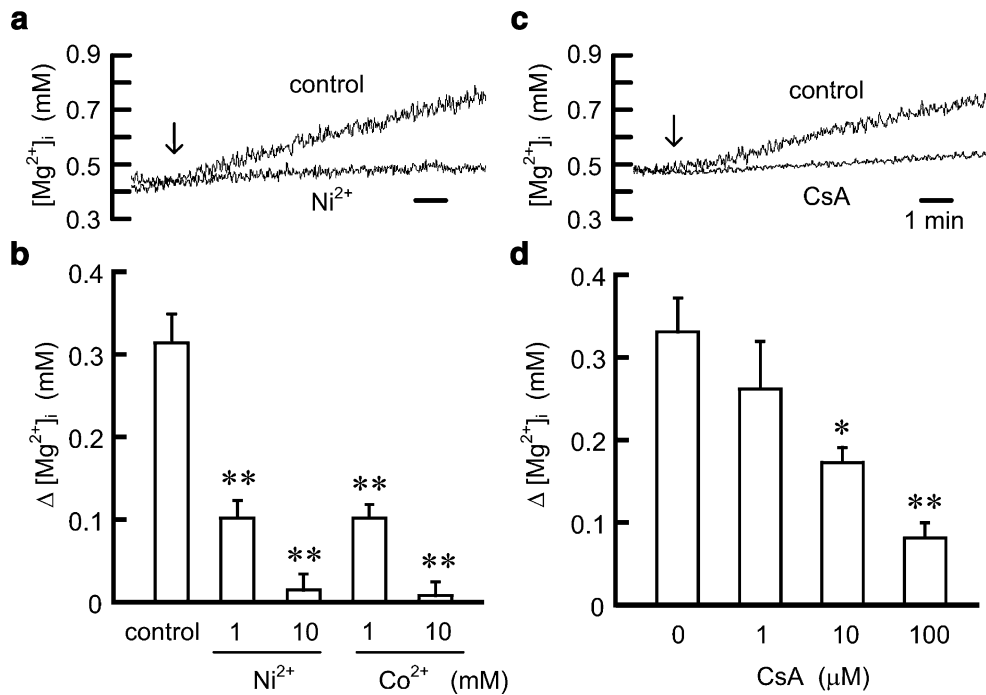 a
0.9
0.7
0.5
0.3
[Mg²⁺]ᵢ (mM)
control
Ni²⁺
b
0.4
0.3
0.2
0.1
0
Δ [Mg²⁺]ᵢ (mM)
**
**
**
**
control 1 10 1 10
Ni²⁺ Co²⁺ (mM)
c
0.9
0.7
0.5
0.3
[Mg²⁺]ᵢ (mM)
control
CsA
1 min
d
0.4
0.3
0.2
0.1
0
Δ [Mg²⁺]ᵢ (mM)
*
**
0 1 10 100
CsA (μM)